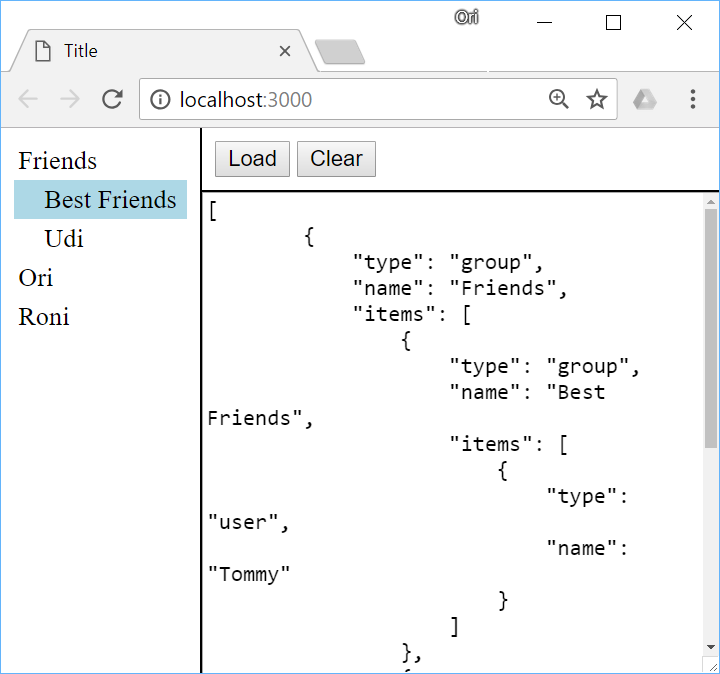 Ori
Title
localhost:3000
Friends
Best Friends
Udi
Ori
Roni
Load Clear
[
        {
            "type": "group",
            "name": "Friends",
            "items": [
                {
                    "type": "group",
                    "name": "Best
Friends",
                    "items": [
                        {
                            "type":
"user",
                            "name":
"Tommy"
                        }
                    ]
                },